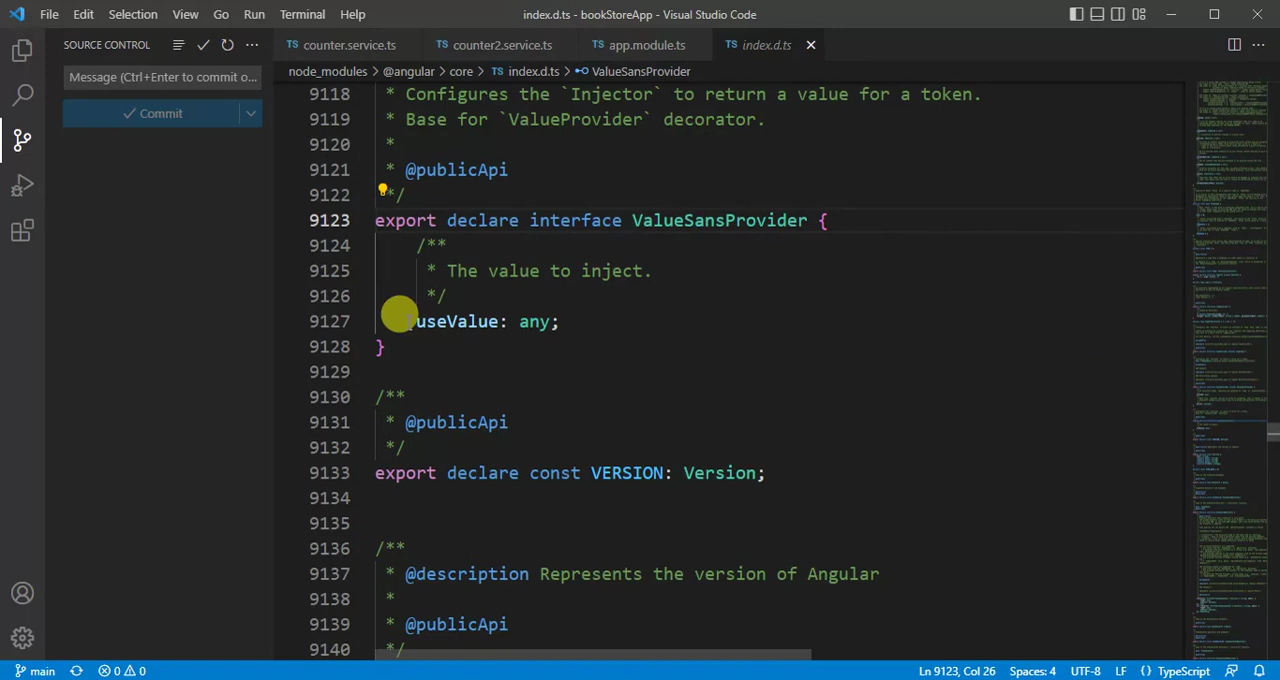 File Edit Selection View Go Run Terminal Help
index.d.ts - bookStoreApp - Visual Studio Code
SOURCE CONTROL
Message (Ctrl+Enter to commit o...
Commit
TS counter.service.ts
TS counter2.service.ts
TS app.module.ts
TS index.d.ts
node_modules > @angular > core > TS index.d.ts > ValueSansProvider
9118 * Configures the `Injector` to return a value for a token.
9119 * Base for `ValueProvider` decorator.
9120 *
9121 * @publicApi
9122 */
9123 export declare interface ValueSansProvider {
9124 /**
9125 * The value to inject.
9126 */
9127 useValue: any;
9128 }
9129
9130 /**
9131 * @publicApi
9132 */
9133 export declare const VERSION: Version;
9134
9135
9136 /**
9137 * @description Represents the version of Angular
9138 *
9139 * @publicApi
9140 */
main
0 0
Ln 9123, Col 26
Spaces: 4
UTF-8
LF
{ } TypeScript